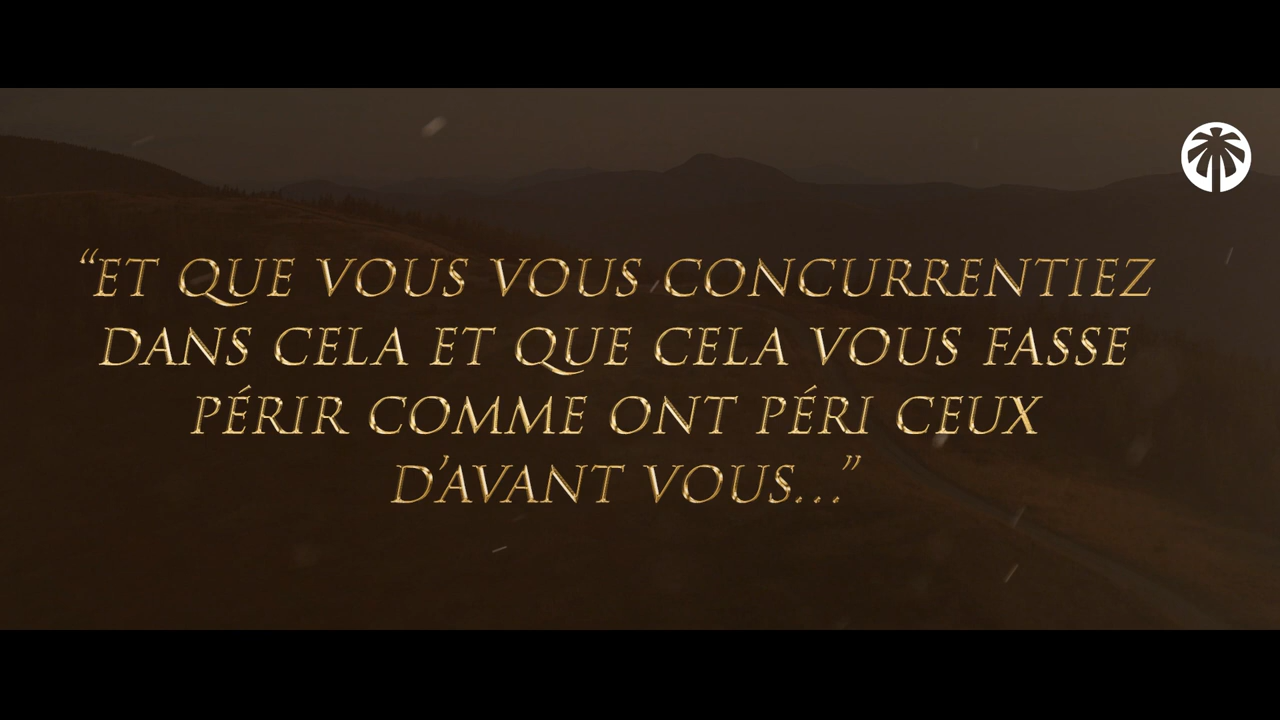 “ET QUE VOUS VOUS CONCURRENTIEZ
DANS CELA ET QUE CELA VOUS FASSE
PÉRIR COMME ONT PÉRI CEUX
D’AVANT VOUS...”